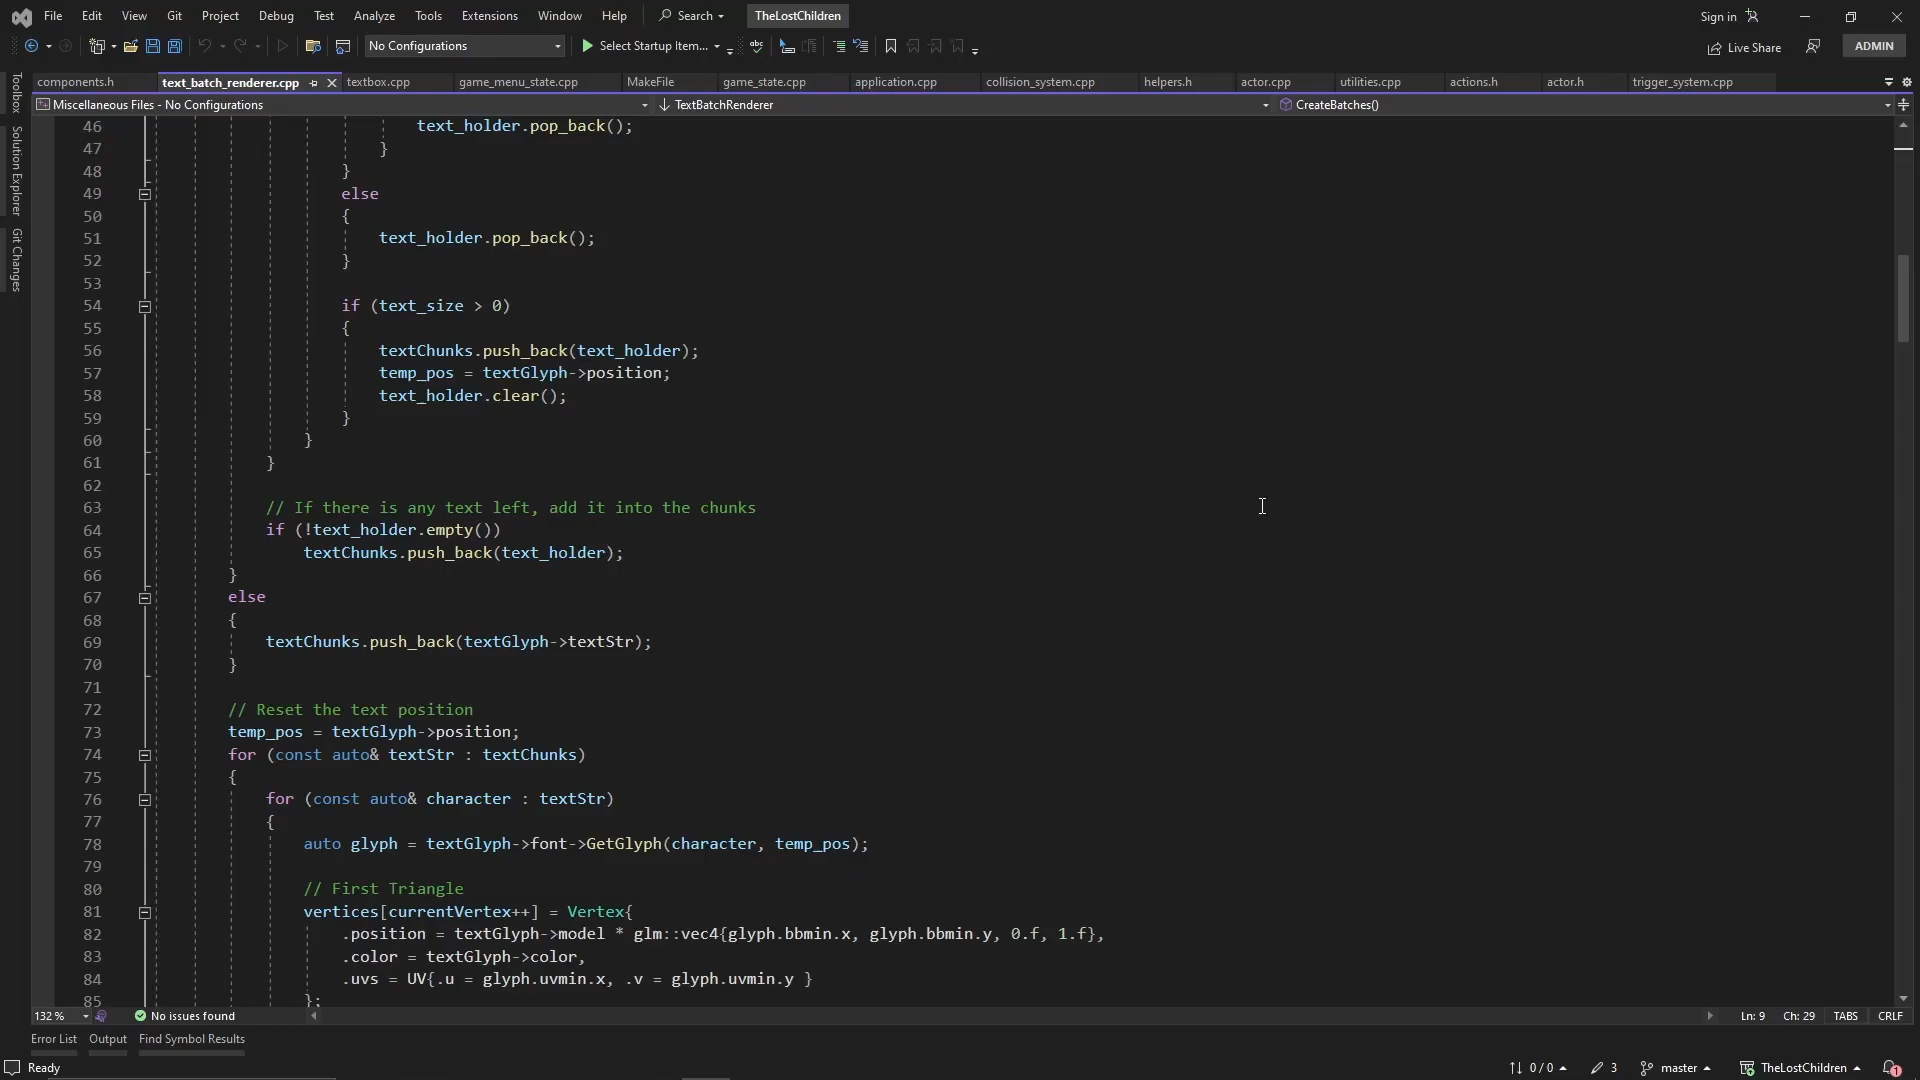 File Edit View Git Project Debug Test Analyze Tools Extensions Window Help Search TheLostChildren Sign in
No Configurations Select Startup Item... abc Live Share ADMIN
components.h text_batch_renderer.cpp textbox.cpp game_menu_state.cpp MakeFile game_state.cpp application.cpp collision_system.cpp helpers.h actor.cpp utilities.cpp actions.h actor.h trigger_system.cpp
Miscellaneous Files - No Configurations TextBatchRenderer CreateBatches()
Toolbox
Solution Explorer
Git Changes
46 text_holder.pop_back();
47 }
48 }
49 else
50 {
51 text_holder.pop_back();
52 }
53
54 if (text_size > 0)
55 {
56 textChunks.push_back(text_holder);
57 temp_pos = textGlyph->position;
58 text_holder.clear();
59 }
60 }
61 }
62
63 // If there is any text left, add it into the chunks
64 if (!text_holder.empty())
65 textChunks.push_back(text_holder);
66 }
67 else
68 {
69 textChunks.push_back(textGlyph->textStr);
70 }
71
72 // Reset the text position
73 temp_pos = textGlyph->position;
74 for (const auto& textStr : textChunks)
75 {
76 for (const auto& character : textStr)
77 {
78 auto glyph = textGlyph->font->GetGlyph(character, temp_pos);
79
80 // First Triangle
81 vertices[currentVertex++] = Vertex{
82 .position = textGlyph->model * glm::vec4{glyph.bbmin.x, glyph.bbmin.y, 0.f, 1.f},
83 .color = textGlyph->color,
84 .uvs = UV{.u = glyph.uvmin.x, .v = glyph.uvmin.y }
85 };
132 % No issues found Ln: 9 Ch: 29 TABS CRLF
Error List Output Find Symbol Results
Ready 0 / 0 3 master TheLostChildren 1